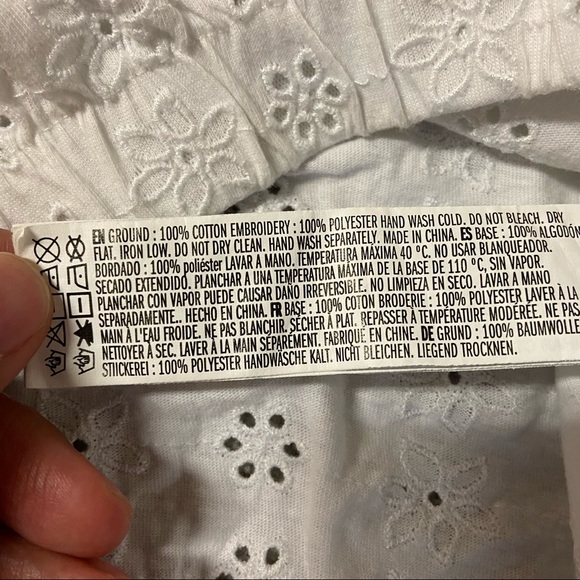 EN GROUND : 100% COTTON EMBROIDERY : 100% POLYESTER HAND WASH COLD. DO NOT BLEACH. DRY
FLAT. IRON LOW. DO NOT DRY CLEAN. HAND WASH SEPARATELY. MADE IN CHINA. ES BASE : 100% ALGODÓN
BORDADO : 100% poliéster LAVAR A MANO. TEMPERATURA MÁXIMA 40 °C. NO USAR BLANQUEADOR.
SECADO EXTENDIDO. PLANCHAR A UNA TEMPERATURA MÁXIMA DE LA BASE DE 110 °C, SIN VAPOR.
PLANCHAR CON VAPOR PUEDE CAUSAR DAÑO IRREVERSIBLE. NO LIMPIEZA EN SECO. LAVAR A MANO
SEPARADAMENTE.. HECHO EN CHINA. FR BASE : 100% COTON BRODERIE : 100% POLYESTER LAVER À LA
MAIN À L'EAU FROIDE. NE PAS BLANCHIR. SÉCHER À PLAT. REPASSER À TEMPÉRATURE MODÉRÉE. NE PAS
NETTOYER À SEC. LAVER À LA MAIN SÉPARÉMENT. FABRIQUÉ EN CHINE. DE GRUND : 100% BAUMWOLLE
STICKEREI : 100% POLYESTER HANDWÄSCHE KALT. NICHT BLEICHEN. LIEGEND TROCKNEN.